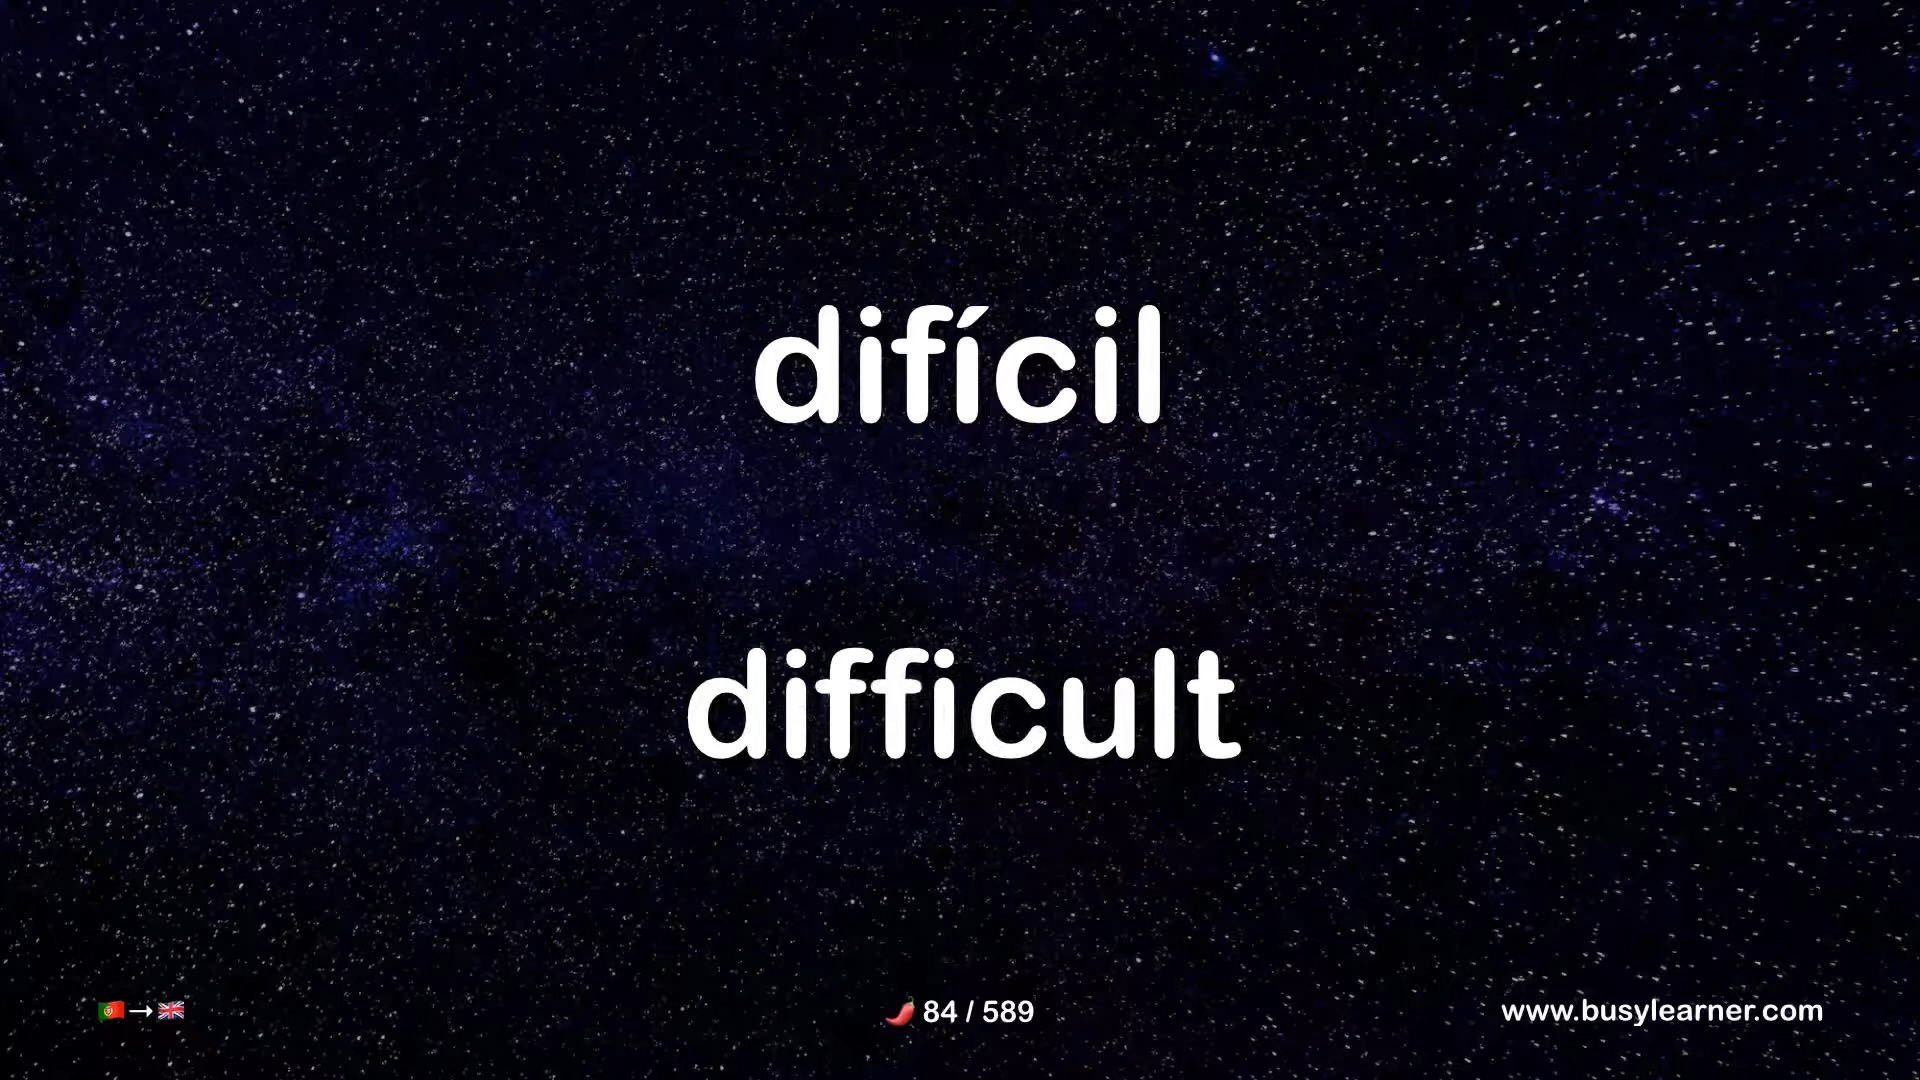 difícil
difficult
🇵🇹→🇬🇧
🌶️ 84 / 589
www.busylearner.com